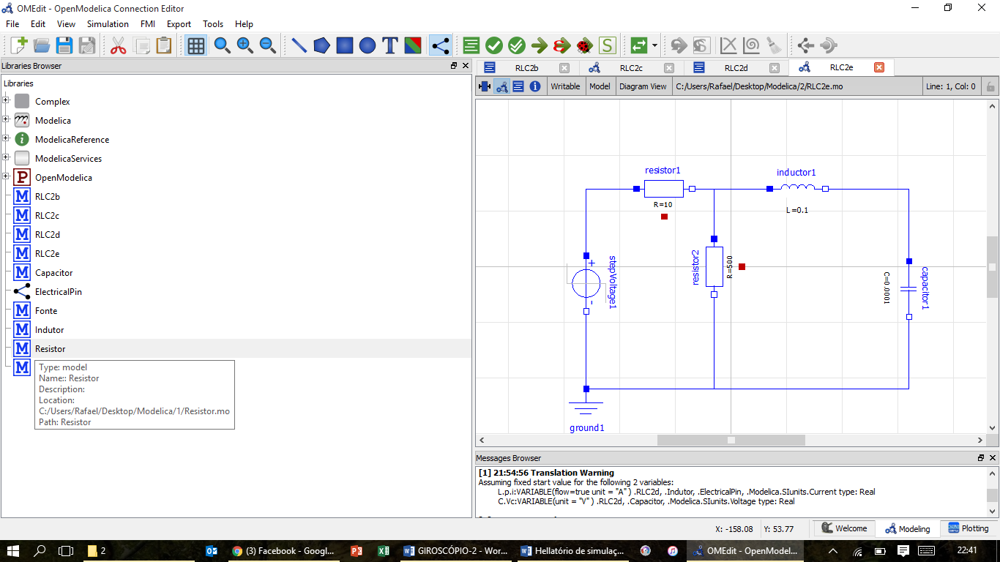 OMEdit - OpenModelica Connection Editor
File Edit View Simulation FMI Export Tools Help
T S
Libraries Browser
RLC2b RLC2c RLC2d RLC2e
Writable Model Diagram View C:/Users/Rafael/Desktop/Modelica/2/RLC2e.mo Line: 1, Col: 0
Libraries
Complex
Modelica
i ModelicaReference
ModelicaServices
P OpenModelica
M RLC2b
M RLC2c
M RLC2d
M RLC2e
M Capacitor
ElectricalPin
M Fonte
M Indutor
M Resistor
M
Type: model
Name:: Resistor
Description:
Location:
C:/Users/Rafael/Desktop/Modelica/1/Resistor.mo
Path: Resistor
resistor1
R=10
inductor1
L=0.1
+
-
stepVoltage1
resistor2
R=500
C=0.0001
capacitor1
ground1
Messages Browser
[1] 21:54:56 Translation Warning
Assuming fixed start value for the following 2 variables:
L.p.i:VARIABLE(flow=true unit = "A" ) .RLC2d, .Indutor, .ElectricalPin, .Modelica.SIunits.Current type: Real
C.Vc:VARIABLE(unit = "V" ) .RLC2d, .Capacitor, .Modelica.SIunits.Voltage type: Real
X: -158.08 Y: 53.77 Welcome Modeling Plotting
2 (3) Facebook - Googl... GIROSCÓPIO-2 - Wor... Hellatório de simulaç... OMEdit - OpenModel... 22:41